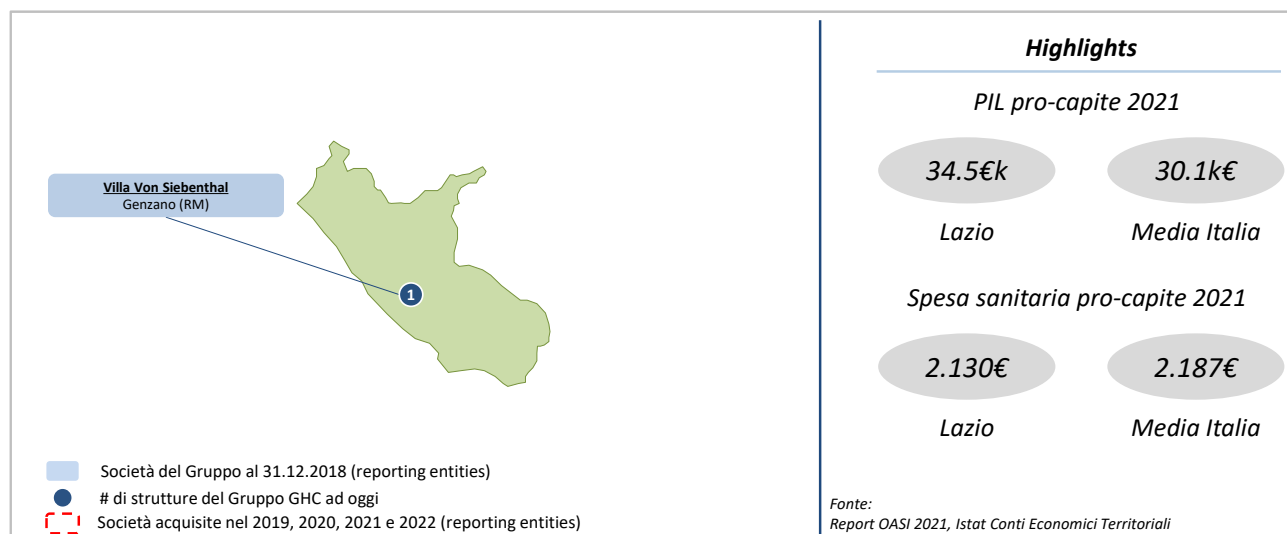 Villa Von Siebenthal
Genzano (RM)
1
Società del Gruppo al 31.12.2018 (reporting entities)
# di strutture del Gruppo GHC ad oggi
Società acquisite nel 2019, 2020, 2021 e 2022 (reporting entities)
Highlights
PIL pro-capite 2021
34.5€k 30.1k€
Lazio Media Italia
Spesa sanitaria pro-capite 2021
2.130€ 2.187€
Lazio Media Italia
Fonte:
Report OASI 2021, Istat Conti Economici Territoriali